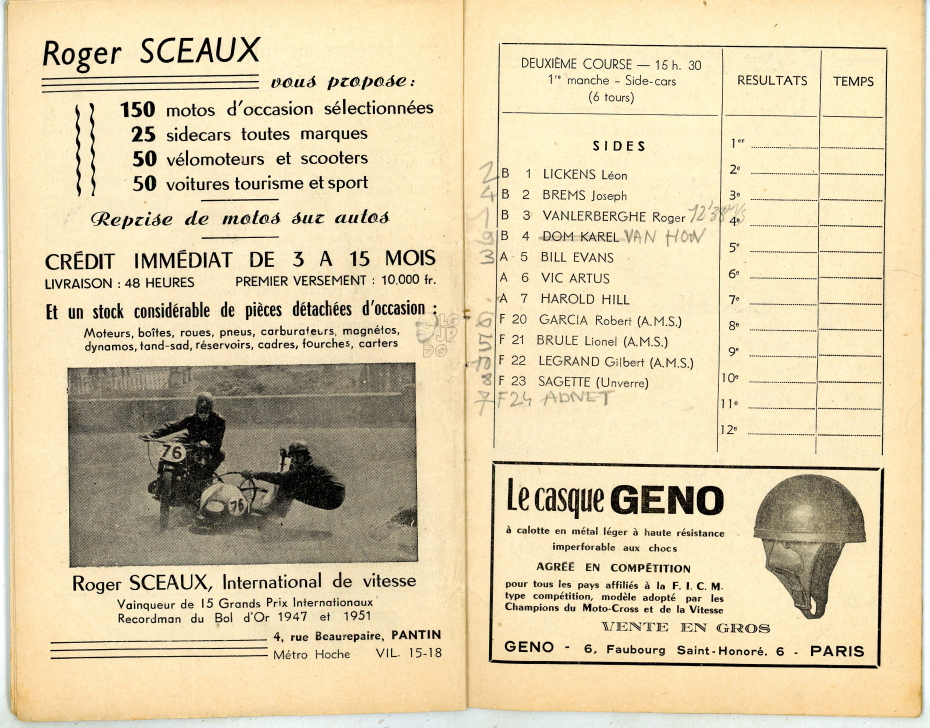 Roger SCEAUX
vous propose :
150 motos d'occasion sélectionnées
25 sidecars toutes marques
50 vélomoteurs et scooters
50 voitures tourisme et sport
Reprise de motos sur autos
CRÉDIT IMMÉDIAT DE 3 A 15 MOIS
LIVRAISON : 48 HEURES PREMIER VERSEMENT : 10.000 fr.
Et un stock considérable de pièces détachées d'occasion :
Moteurs, boîtes, roues, pneus, carburateurs, magnétos,
dynamos, tand-sad, réservoirs, cadres, fourches, carters
76
76
Roger SCEAUX, International de vitesse
Vainqueur de 15 Grands Prix Internationaux
Recordman du Bol d'Or 1947 et 1951
4, rue Beaurepaire, PANTIN
Métro Hoche VIL. 15-18
LG
JP
DG
DEUXIÈME COURSE — 15 h. 30
1re manche - Side-cars
(6 tours)
RESULTATS
TEMPS
SIDES
2 B 1 LICKENS Léon
4 B 2 BREMS Joseph
1 B 3 VANLERBERGHE Roger
9 B 4 DOM KAREL VAN HOW
3 A 5 BILL EVANS
A 6 VIC ARTUS
A 7 HAROLD HILL
F 20 GARCIA Robert (A.M.S.)
F 21 BRULE Lionel (A.M.S.)
F 22 LEGRAND Gilbert (A.M.S.)
8 F 23 SAGETTE (Unverre)
7 F 24 ADNET
1er
2e
3e
4e
5e
6e
7e
8e
9e
10e
11e
12e
Le casque GENO
à calotte en métal léger à haute résistance
imperforable aux chocs
AGRÉÉ EN COMPÉTITION
pour tous les pays affiliés à la F. I. C. M.
type compétition, modèle adopté par les
Champions du Moto-Cross et de la Vitesse
VENTE EN GROS
GENO - 6, Faubourg Saint-Honoré, 6 - PARIS